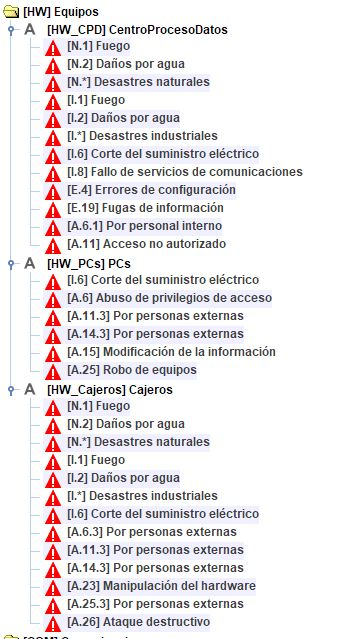 [HW] Equipos
A [HW_CPD] CentroProcesoDatos
[N.1] Fuego
[N.2] Daños por agua
[N.*] Desastres naturales
[I.1] Fuego
[I.2] Daños por agua
[I.*] Desastres industriales
[I.6] Corte del suministro eléctrico
[I.8] Fallo de servicios de comunicaciones
[E.4] Errores de configuración
[E.19] Fugas de información
[A.6.1] Por personal interno
[A.11] Acceso no autorizado
A [HW_PCs] PCs
[I.6] Corte del suministro eléctrico
[A.6] Abuso de privilegios de acceso
[A.11.3] Por personas externas
[A.14.3] Por personas externas
[A.15] Modificación de la información
[A.25] Robo de equipos
A [HW_Cajeros] Cajeros
[N.1] Fuego
[N.2] Daños por agua
[N.*] Desastres naturales
[I.1] Fuego
[I.2] Daños por agua
[I.*] Desastres industriales
[I.6] Corte del suministro eléctrico
[A.6.3] Por personas externas
[A.11.3] Por personas externas
[A.14.3] Por personas externas
[A.23] Manipulación del hardware
[A.25.3] Por personas externas
[A.26] Ataque destructivo